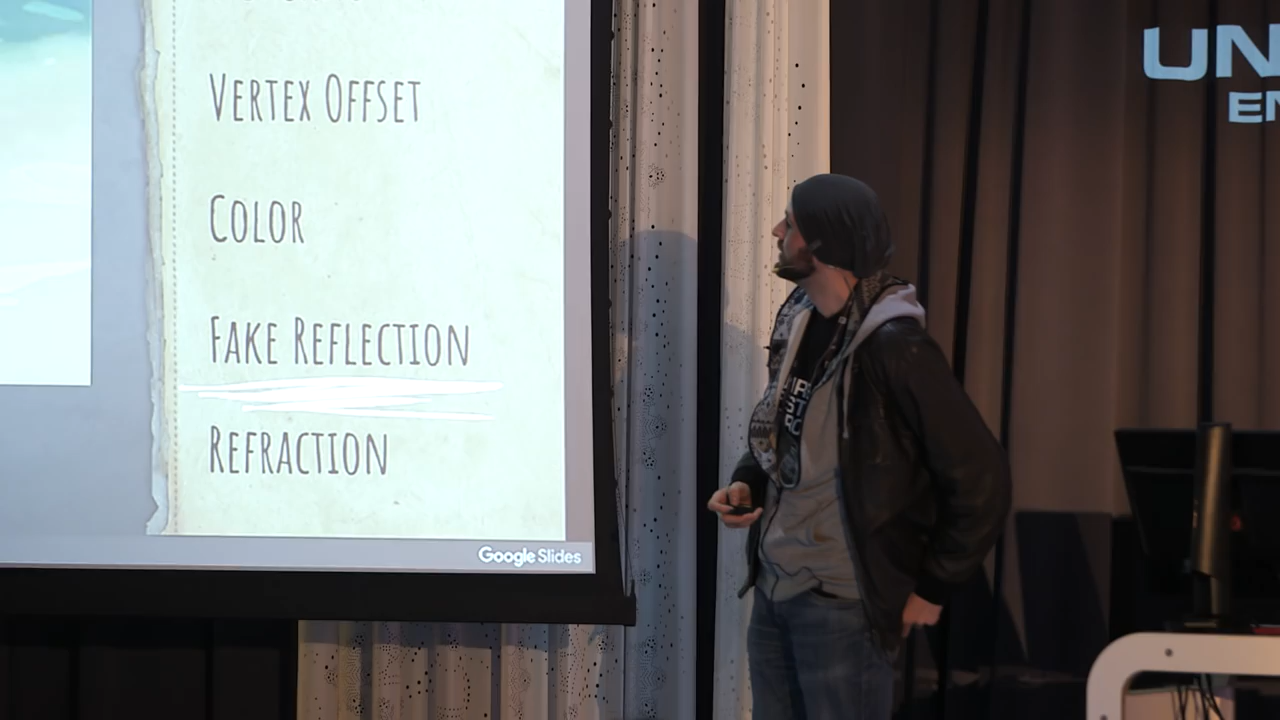 VERTEX OFFSET
COLOR
FAKE REFLECTION
REFRACTION
Google Slides